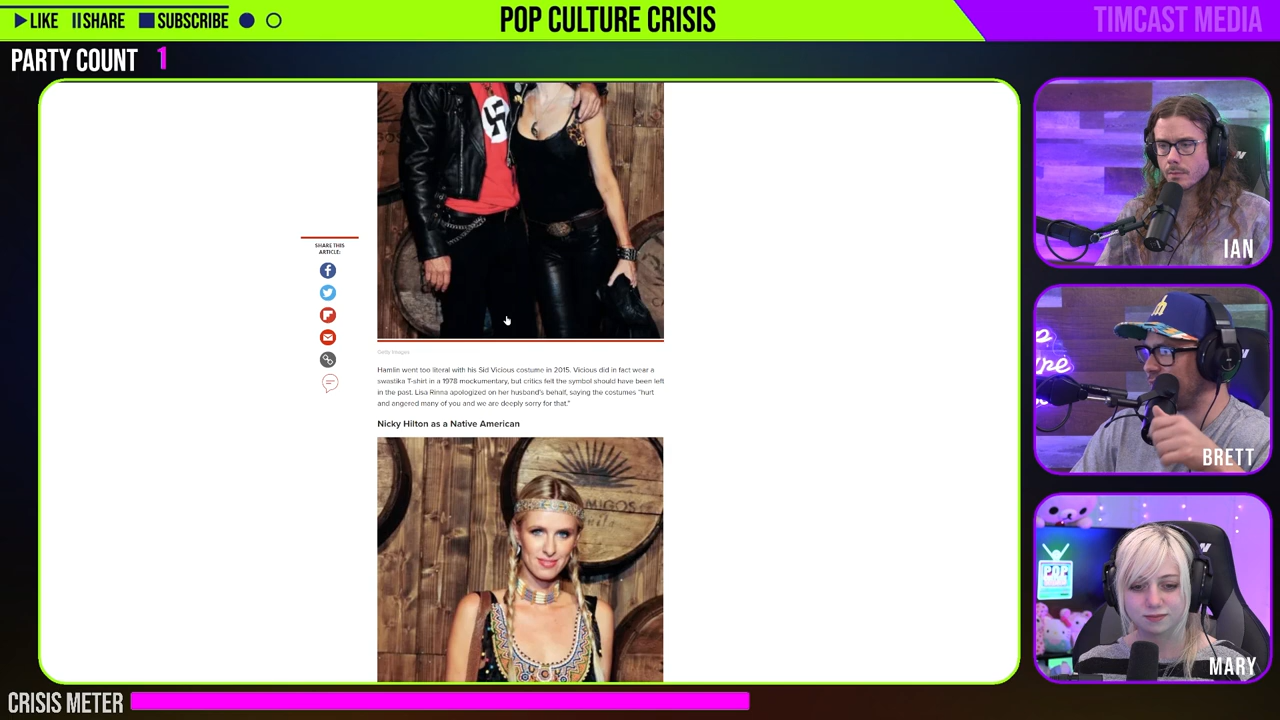 LIKE SHARE SUBSCRIBE
POP CULTURE CRISIS
TIMCAST MEDIA
PARTY COUNT 1
SHARE THIS
ARTICLE:
Getty Images
Hamlin went too literal with his Sid Vicious costume in 2015. Vicious did in fact wear a
swastika T-shirt in a 1978 mockumentary, but critics felt the symbol should have been left
in the past. Lisa Rinna apologized on her husband's behalf, saying the costumes "hurt
and angered many of you and we are deeply sorry for that."
Nicky Hilton as a Native American
AMIGOS
IAN
BRETT
MARY
CRISIS METER